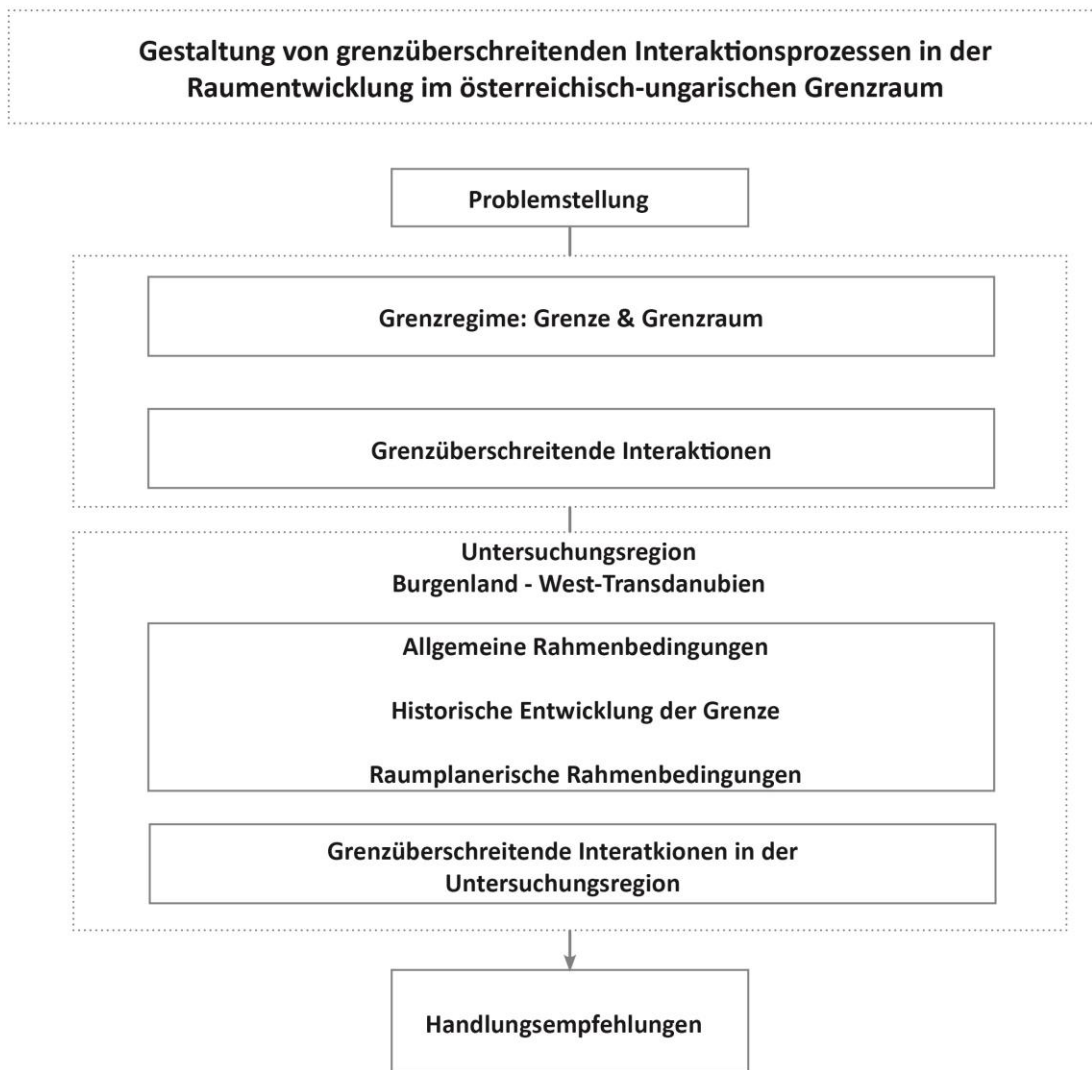 Gestaltung von grenzüberschreitenden Interaktionsprozessen in der
Raumentwicklung im österreichisch-ungarischen Grenzraum
Problemstellung
Grenzregime: Grenze & Grenzraum
Grenzüberschreitende Interaktionen
Untersuchungsregion
Burgenland - West-Transdanubien
Allgemeine Rahmenbedingungen
Historische Entwicklung der Grenze
Raumplanerische Rahmenbedingungen
Grenzüberschreitende Interatkionen in der
Untersuchungsregion
Handlungsempfehlungen